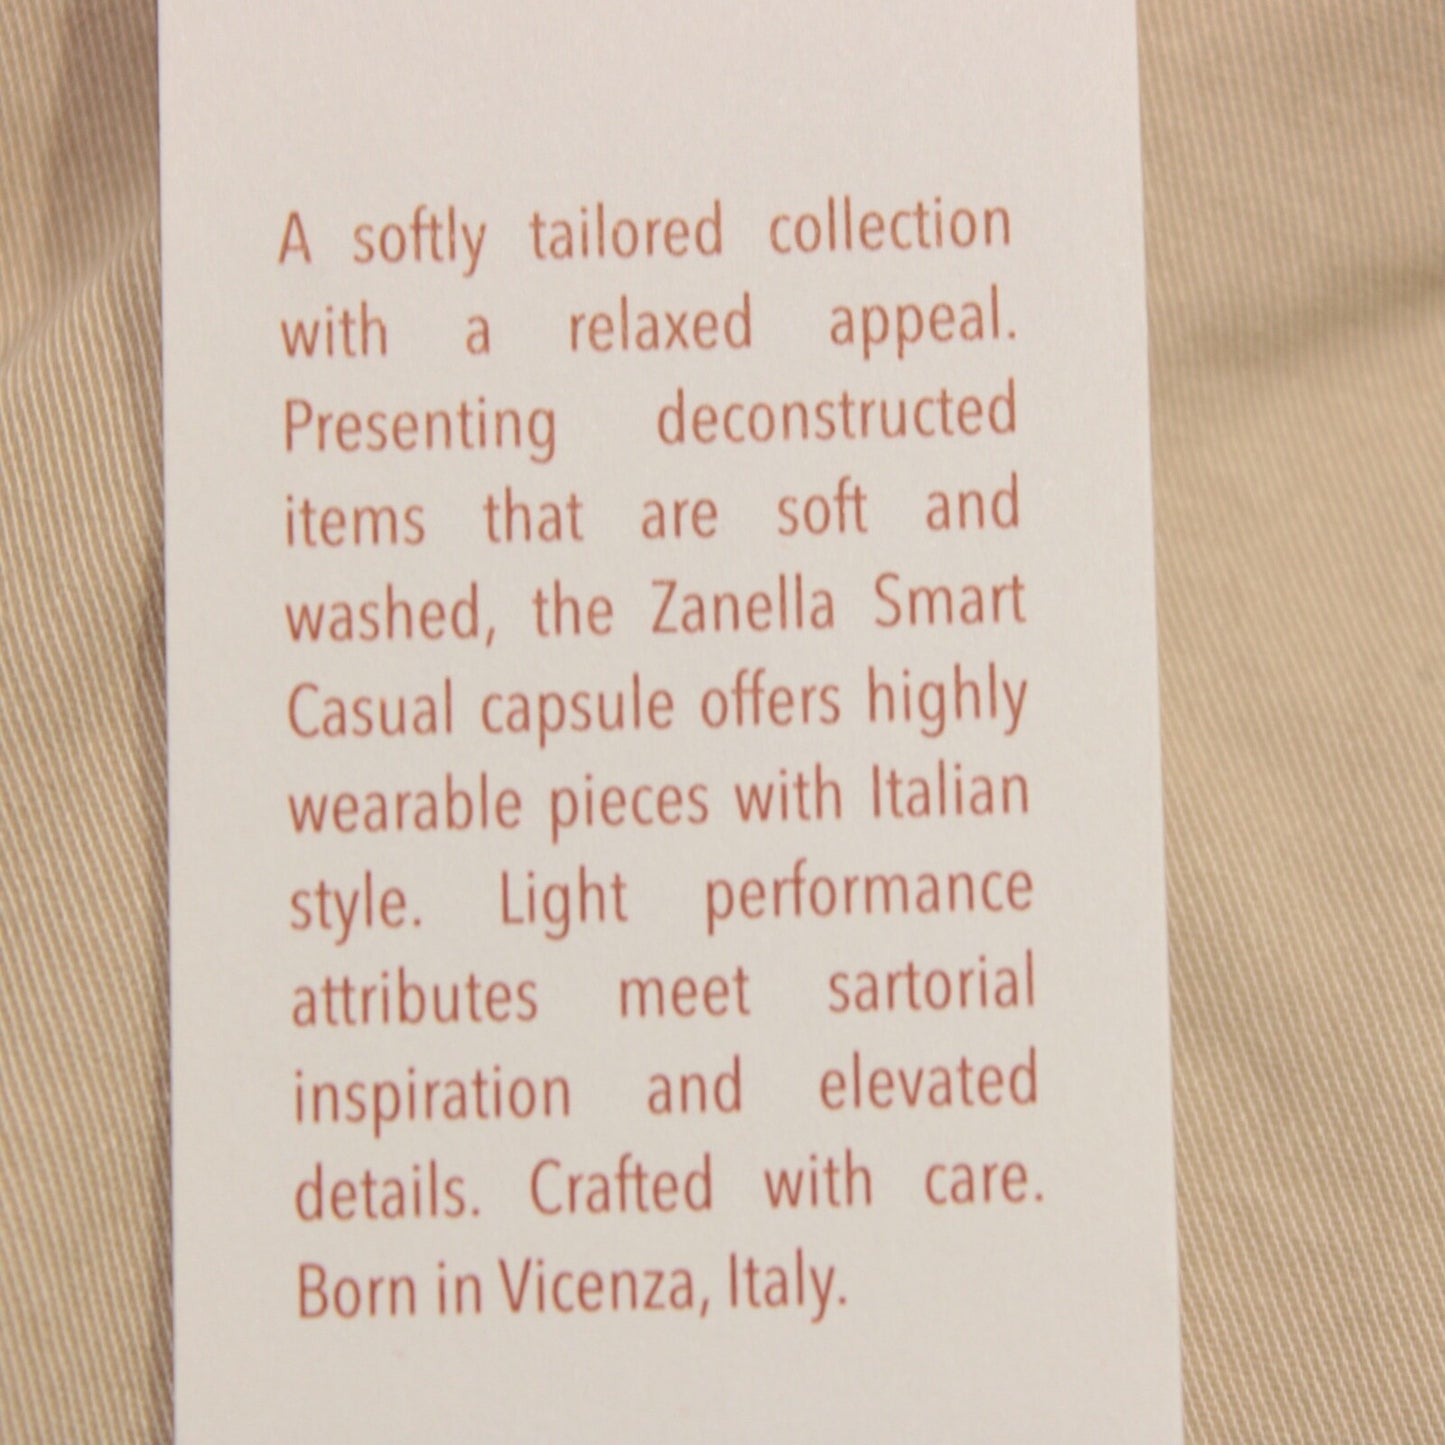 A softly tailored collection
with a relaxed appeal.
Presenting deconstructed
items that are soft and
washed, the Zanella Smart
Casual capsule offers highly
wearable pieces with Italian
style. Light performance
attributes meet sartorial
inspiration and elevated
details. Crafted with care.
Born in Vicenza, Italy.